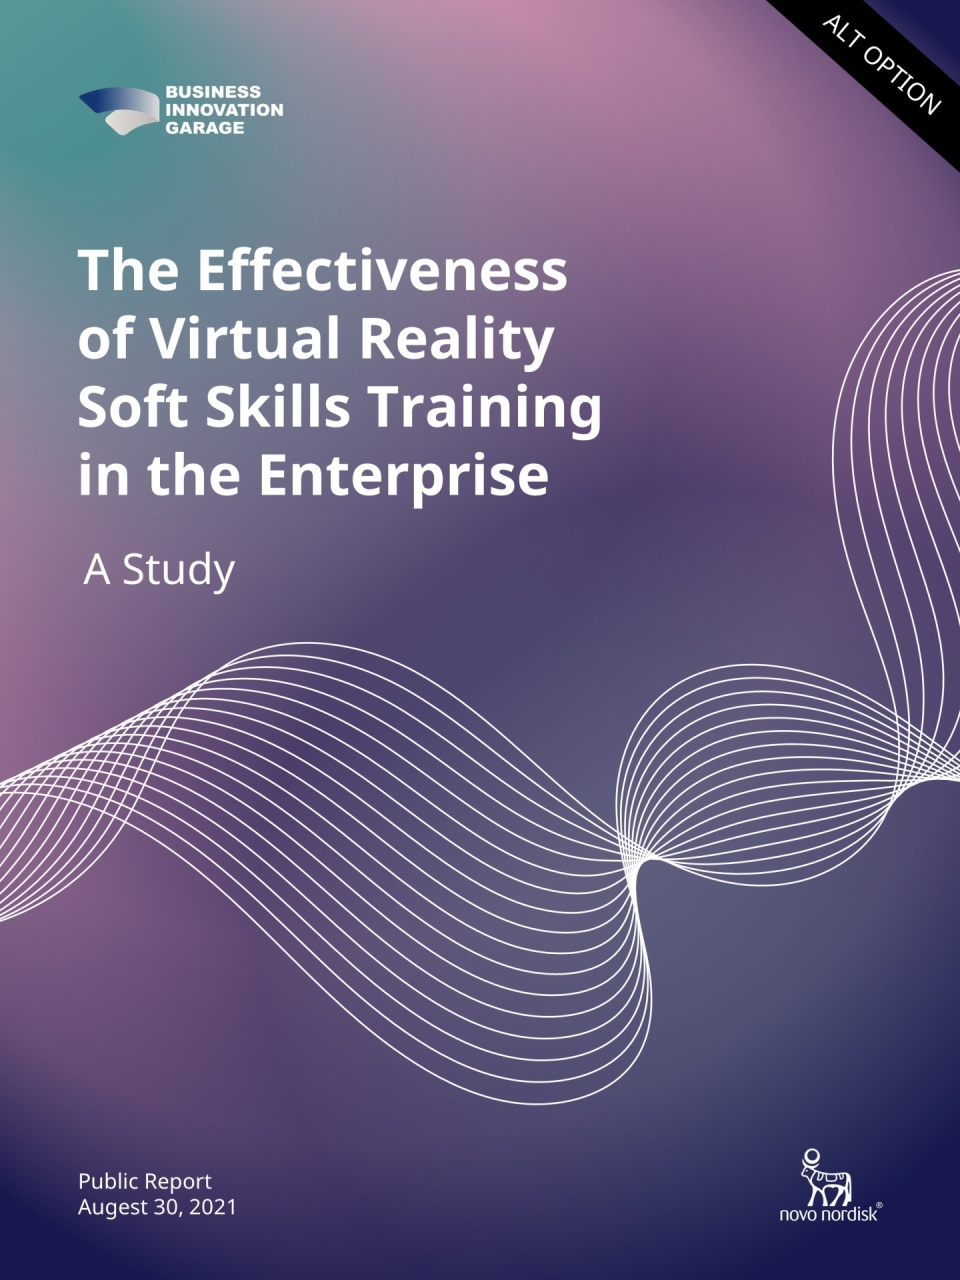 ALT OPTION
BUSINESS
INNOVATION
GARAGE
The Effectiveness
of Virtual Reality
Soft Skills Training
in the Enterprise
A Study
Public Report
Augest 30, 2021
novo nordisk®